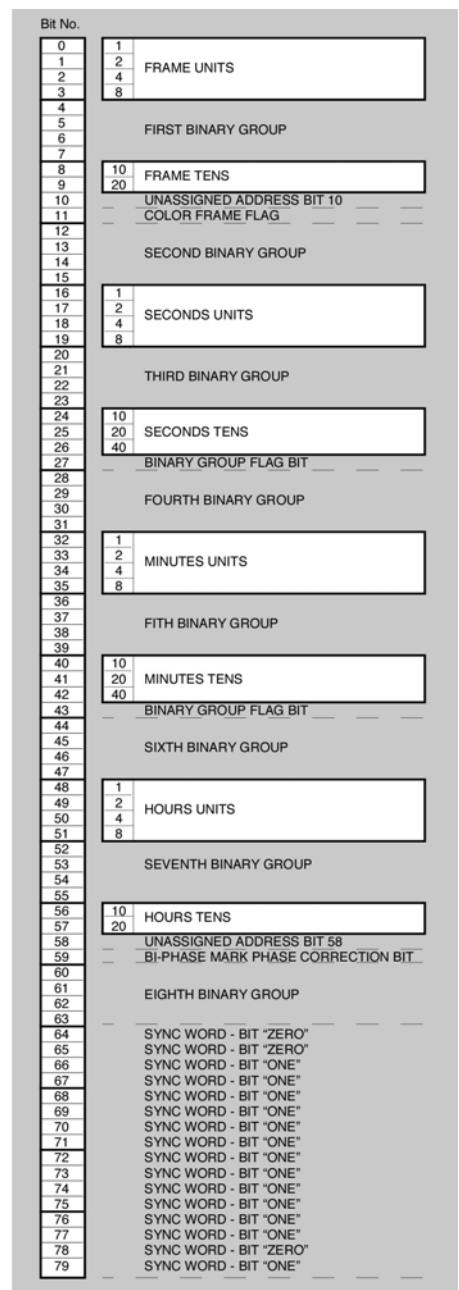 Bit No.
0 1
1 2 FRAME UNITS
2 4
3 8
4
5 FIRST BINARY GROUP
6
7
8 10 FRAME TENS
9 20
10 UNASSIGNED ADDRESS BIT 10
11 COLOR FRAME FLAG
12
13 SECOND BINARY GROUP
14
15
16 1
17 2 SECONDS UNITS
18 4
19 8
20
21 THIRD BINARY GROUP
22
23
24 10
25 20 SECONDS TENS
26 40
27 BINARY GROUP FLAG BIT
28
29 FOURTH BINARY GROUP
30
31
32 1
33 2 MINUTES UNITS
34 4
35 8
36
37 FITH BINARY GROUP
38
39
40 10
41 20 MINUTES TENS
42 40
43 BINARY GROUP FLAG BIT
44
45 SIXTH BINARY GROUP
46
47
48 1
49 2 HOURS UNITS
50 4
51 8
52
53 SEVENTH BINARY GROUP
54
55
56 10 HOURS TENS
57 20
58 UNASSIGNED ADDRESS BIT 58
59 BI-PHASE MARK PHASE CORRECTION BIT
60
61 EIGHTH BINARY GROUP
62
63
64 SYNC WORD - BIT “ZERO”
65 SYNC WORD - BIT “ZERO”
66 SYNC WORD - BIT “ONE”
67 SYNC WORD - BIT “ONE”
68 SYNC WORD - BIT “ONE”
69 SYNC WORD - BIT “ONE”
70 SYNC WORD - BIT “ONE”
71 SYNC WORD - BIT “ONE”
72 SYNC WORD - BIT “ONE”
73 SYNC WORD - BIT “ONE”
74 SYNC WORD - BIT “ONE”
75 SYNC WORD - BIT “ONE”
76 SYNC WORD - BIT “ONE”
77 SYNC WORD - BIT “ONE”
78 SYNC WORD - BIT “ZERO”
79 SYNC WORD - BIT “ONE”